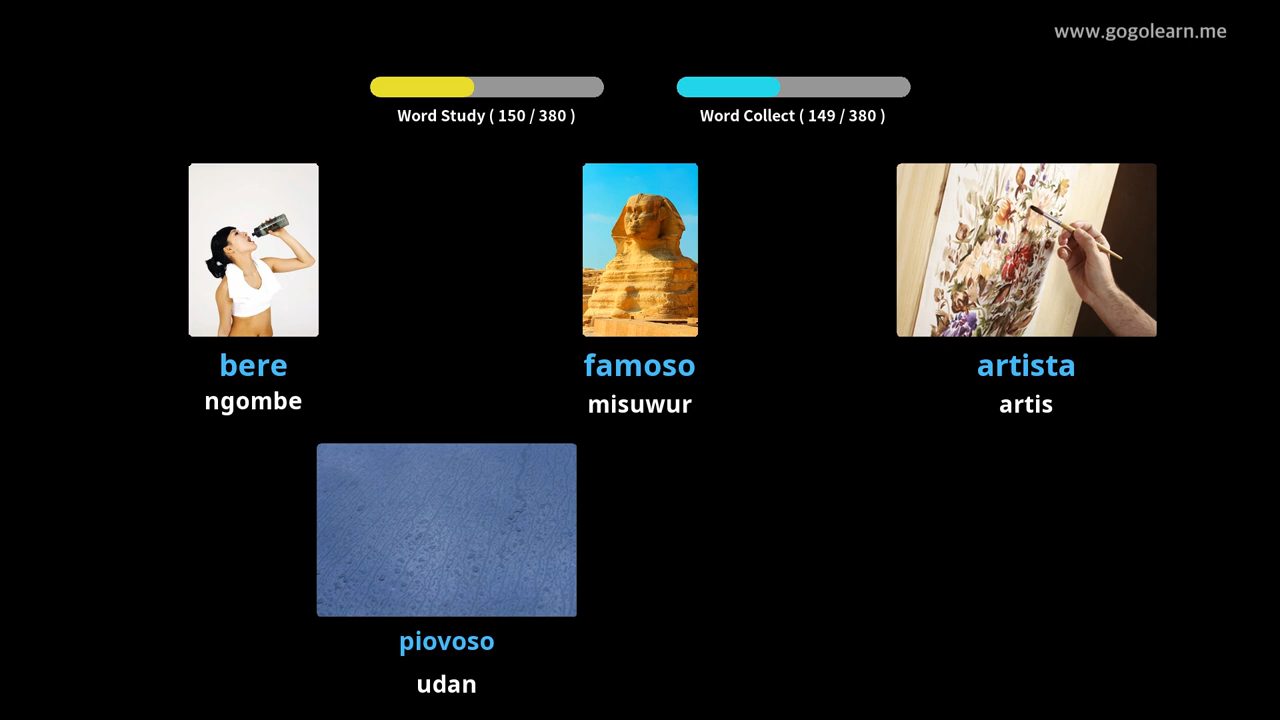 www.gogolearn.me
Word Study ( 150 / 380 )
Word Collect ( 149 / 380 )
bere
ngombe
famoso
misuwur
artista
artis
piovoso
udan